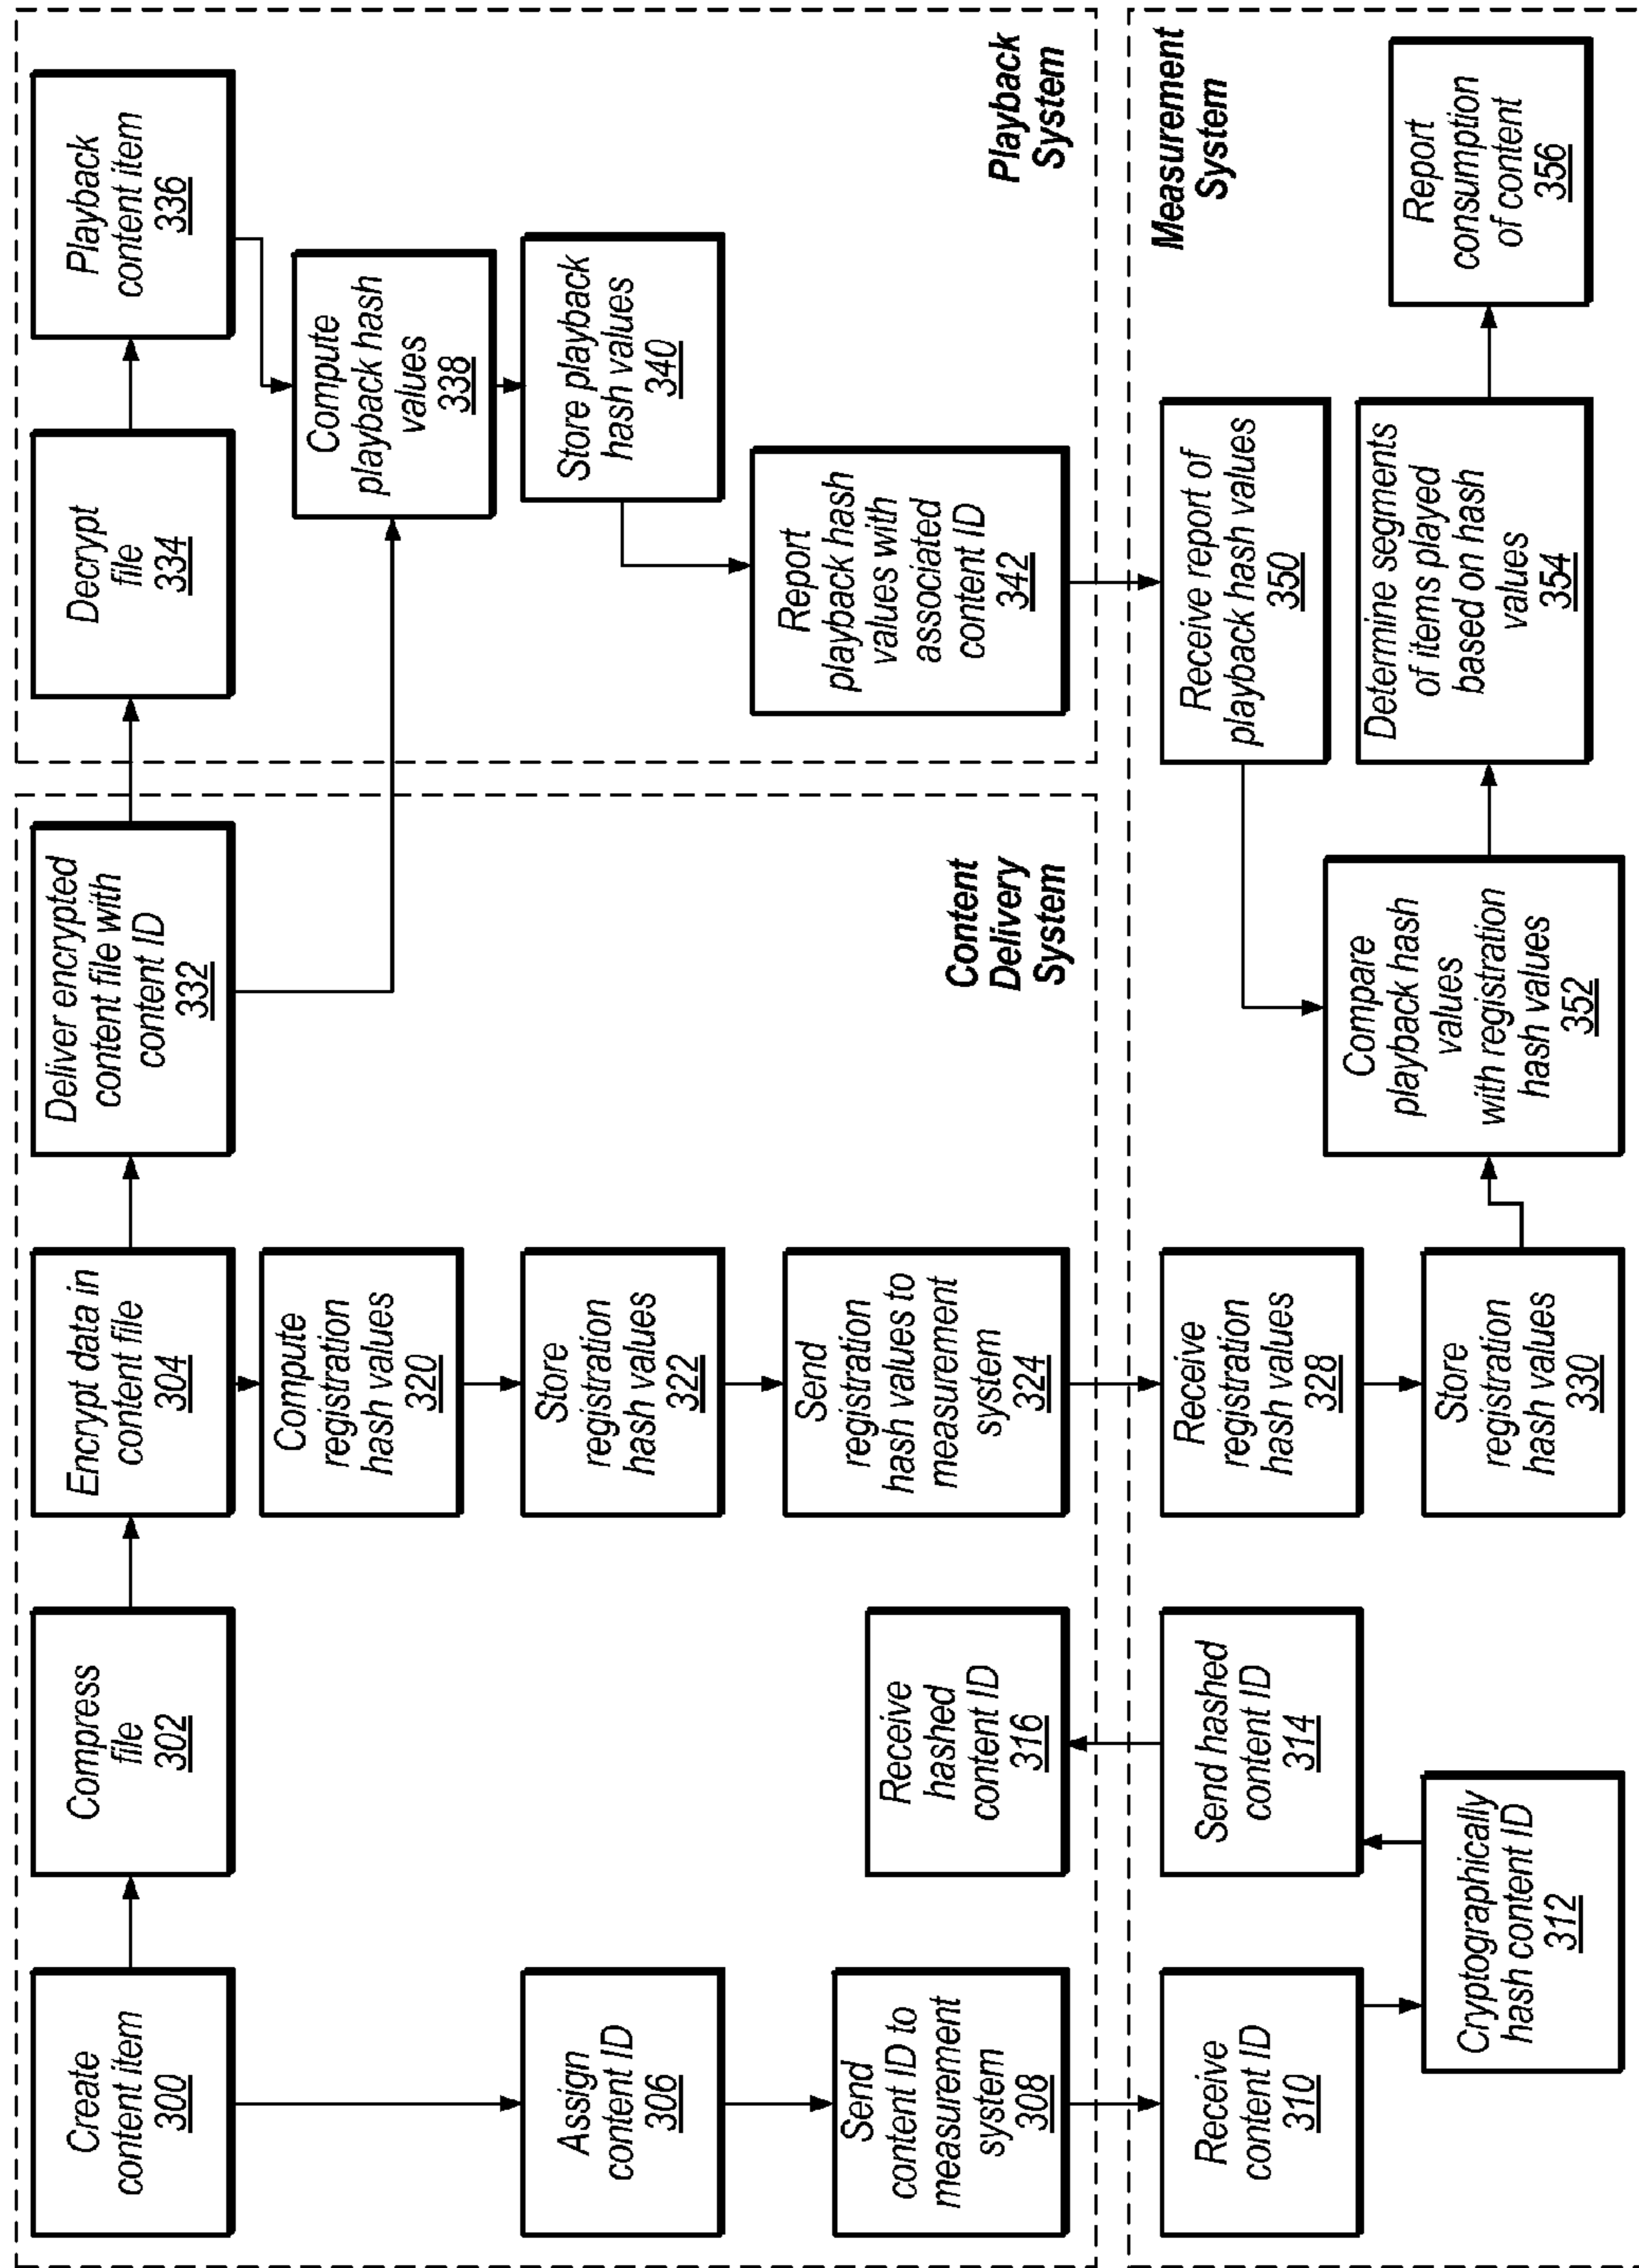 Create
content item
300
Compress
file
302
Encrypt data in
content file
304
Deliver encrypted
content file with
content ID
332
Decrypt
file
334
Playback
content item
336
Compute
registration
hash values
320
Compute
playback hash
values
338
Assign
content ID
306
Store
registration
hash values
322
Store playback
hash values
340
Send
content ID to
measurement
system
308
Receive
hashed
content ID
316
Send
registration
hash values to
measurement
system
324
Content
Delivery
System
Report
playback hash
values with
associated
content ID
342
Playback
System
Receive
content ID
310
Send hashed
content ID
314
Receive
registration
hash values
328
Receive report of
playback hash values
350
Measurement
System
Cryptographically
hash content ID
312
Store
registration
hash values
330
Compare
playback hash
values
with registration
hash values
352
Determine segments
of items played
based on hash
values
354
Report
consumption
of content
356